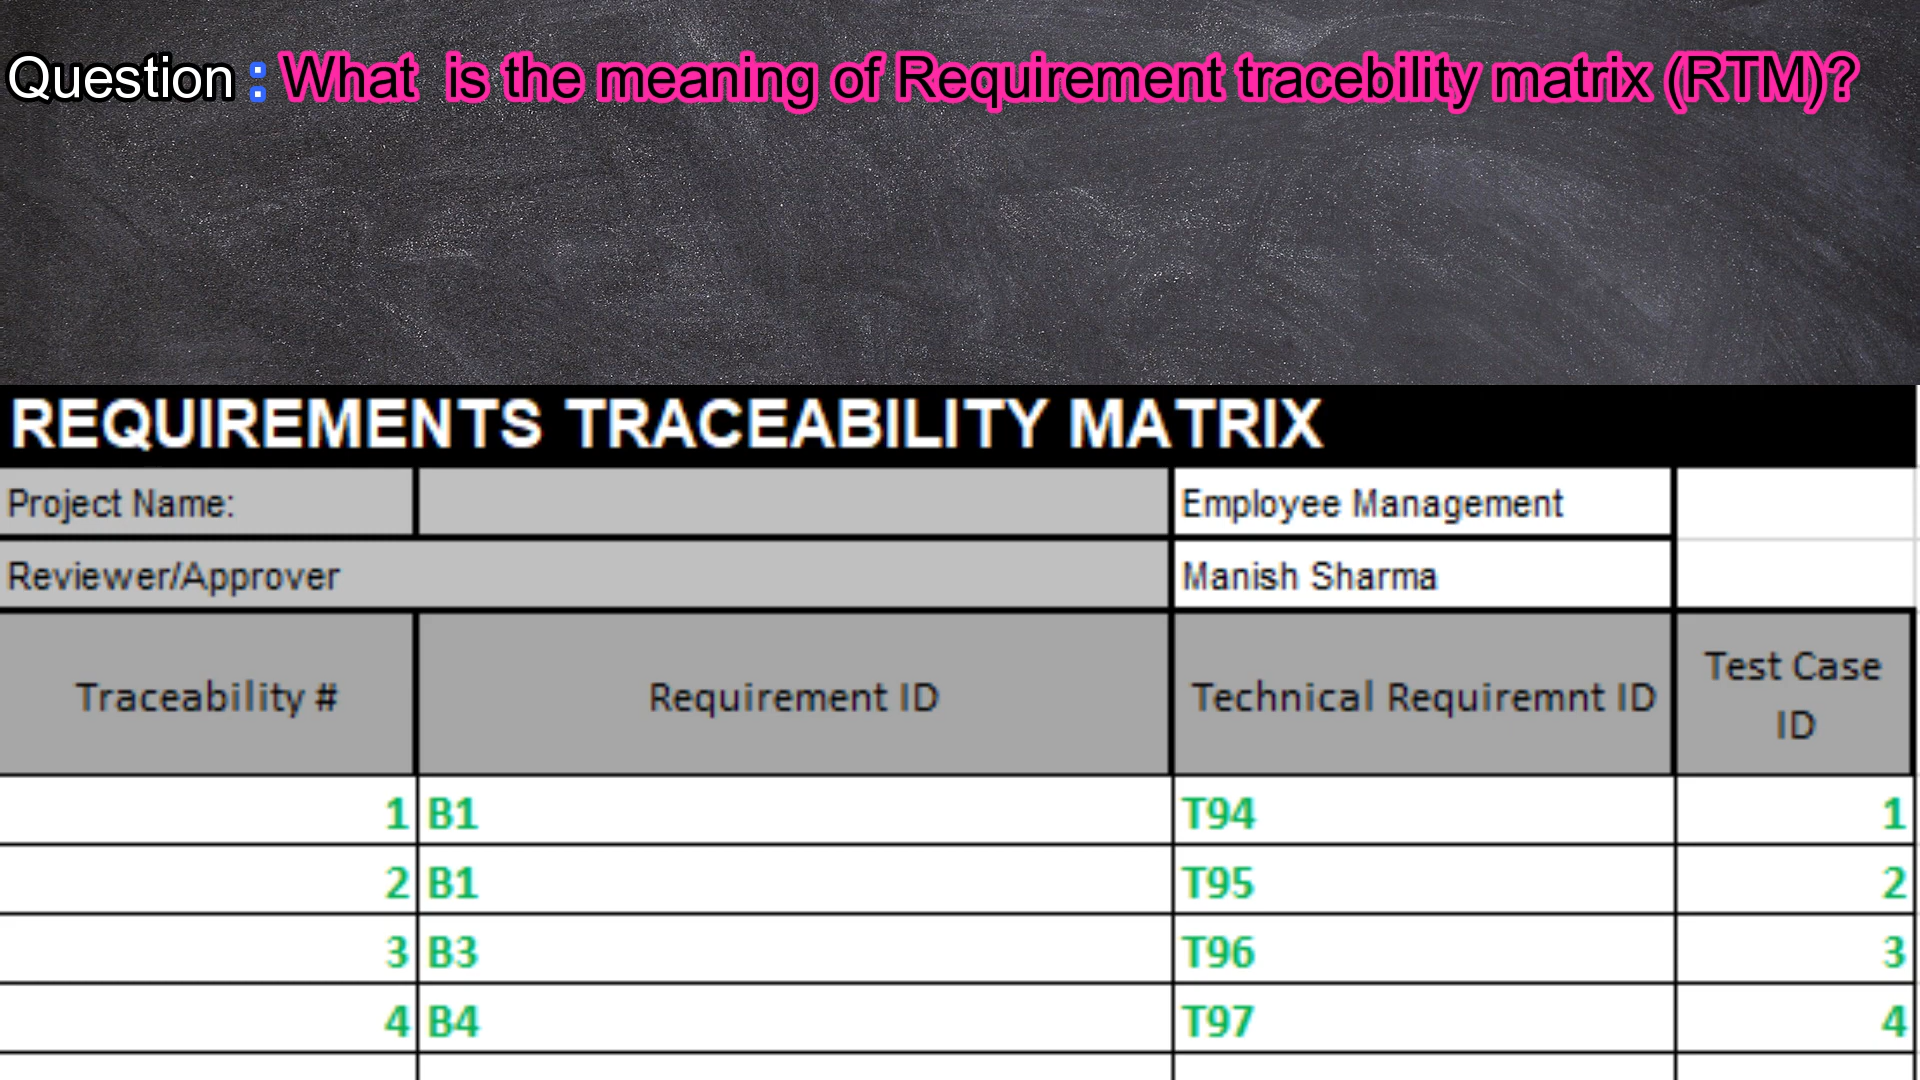 Question : What is the meaning of Requirement tracebility matrix (RTM)?
REQUIREMENTS TRACEABILITY MATRIX
Project Name: Employee Management
Reviewer/Approver Manish Sharma
Traceability # Requirement ID Technical Requiremnt ID Test Case ID
1 B1 T94 1
2 B1 T95 2
3 B3 T96 3
4 B4 T97 4